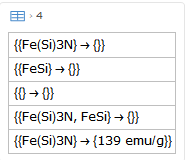 > 4
{{Fe(Si)3N}→{}}
{{FeSi}→{}}
{{}→{}}
{{Fe(Si)3N, FeSi}→{}}
{{Fe(Si)3N}→{139 emu/g}}